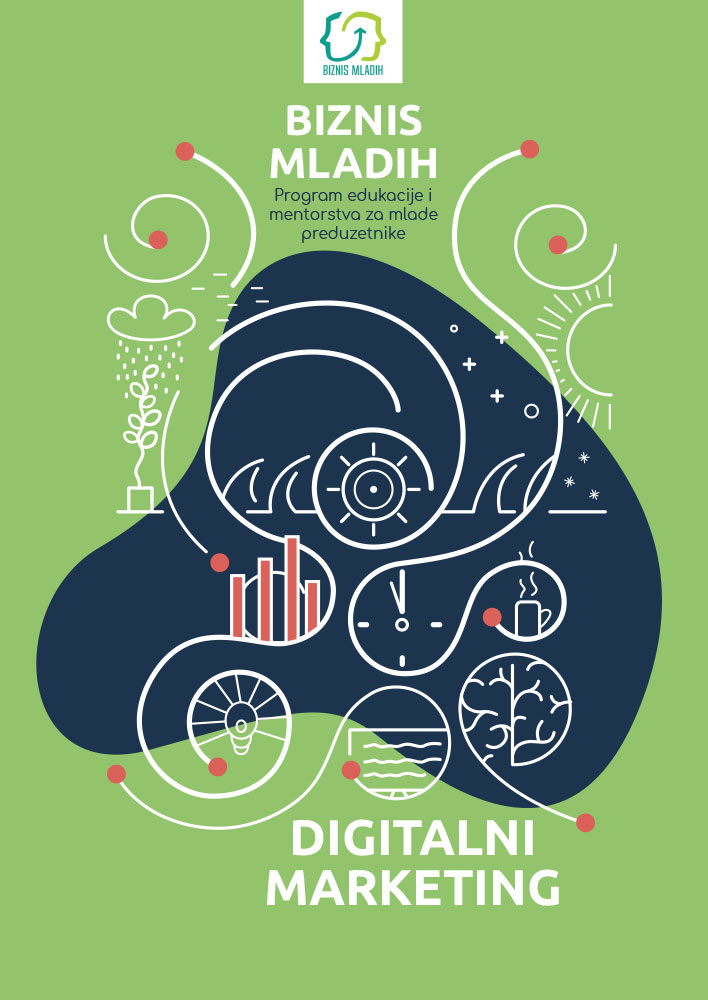 BIZNIS MLADIH
BIZNIS
MLADIH
Program edukacije i
mentorstva za mlade
preduzetnike
DIGITALNI
MARKETING